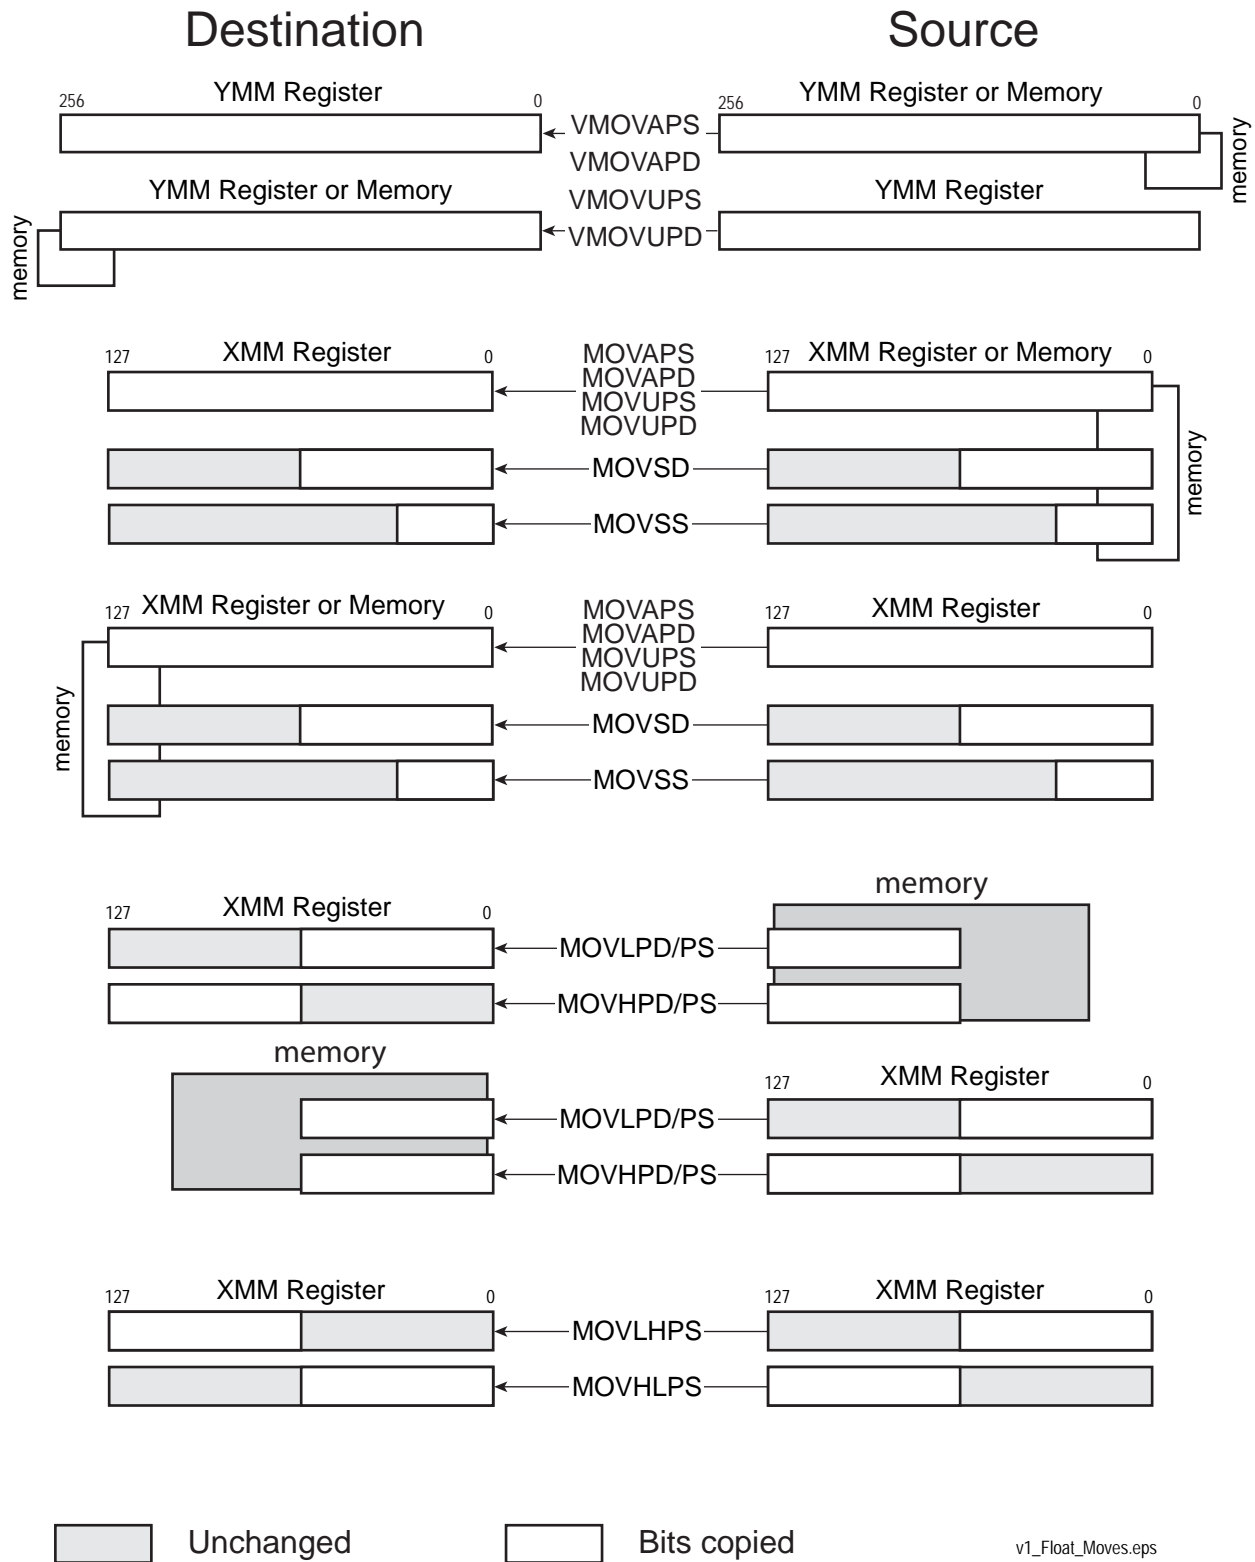 Destination Source
YMM Register YMM Register or Memory
256 0 256 0
VMOVAPS
memory
VMOVAPD
YMM Register or Memory VMOVUPS YMM Register
memory
VMOVUPD
127 XMM Register 0 MOVAPS 127 XMM Register or Memory 0
MOVAPD
MOVUPS
MOVUPD
memory
MOVSD
MOVSS
127 XMM Register or Memory 0 MOVAPS 127 XMM Register 0
MOVAPD
MOVUPS
MOVUPD
memory
MOVSD
MOVSS
memory
127 XMM Register 0
MOVLPD/PS
MOVHPD/PS
memory
127 XMM Register 0
MOVLPD/PS
MOVHPD/PS
127 XMM Register 0 127 XMM Register 0
MOVLHPS
MOVHLPS
Unchanged Bits copied v1_Float_Moves.eps